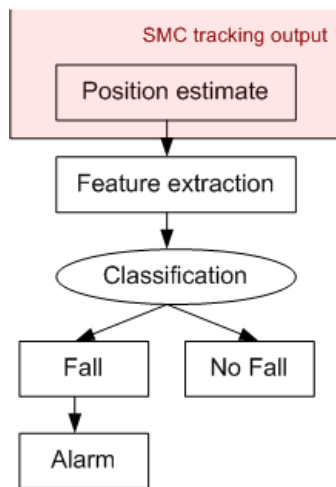 SMC tracking output
Position estimate
Feature extraction
Classification
Fall
No Fall
Alarm